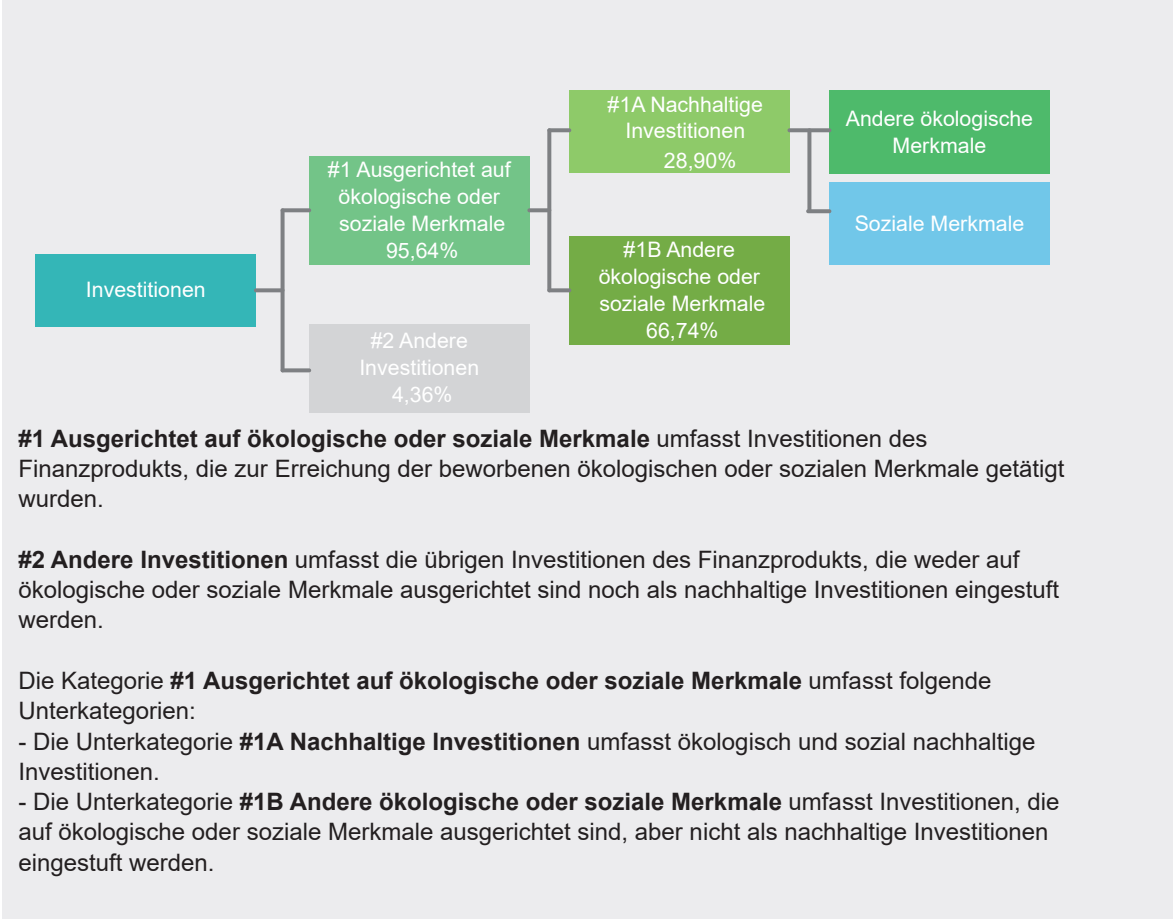 #1A Nachhaltige
Investitionen
28,90%
Andere ökologische
Merkmale
#1 Ausgerichtet auf
ökologische oder
soziale Merkmale
95,64%
Soziale Merkmale
#1B Andere
ökologische oder
soziale Merkmale
66,74%
Investitionen
#2 Andere
Investitionen
4,36%
#1 Ausgerichtet auf ökologische oder soziale Merkmale umfasst Investitionen des
Finanzprodukts, die zur Erreichung der beworbenen ökologischen oder sozialen Merkmale getätigt
wurden.
#2 Andere Investitionen umfasst die übrigen Investitionen des Finanzprodukts, die weder auf
ökologische oder soziale Merkmale ausgerichtet sind noch als nachhaltige Investitionen eingestuft
werden.
Die Kategorie #1 Ausgerichtet auf ökologische oder soziale Merkmale umfasst folgende
Unterkategorien:
- Die Unterkategorie #1A Nachhaltige Investitionen umfasst ökologisch und sozial nachhaltige
Investitionen.
- Die Unterkategorie #1B Andere ökologische oder soziale Merkmale umfasst Investitionen, die
auf ökologische oder soziale Merkmale ausgerichtet sind, aber nicht als nachhaltige Investitionen
eingestuft werden.